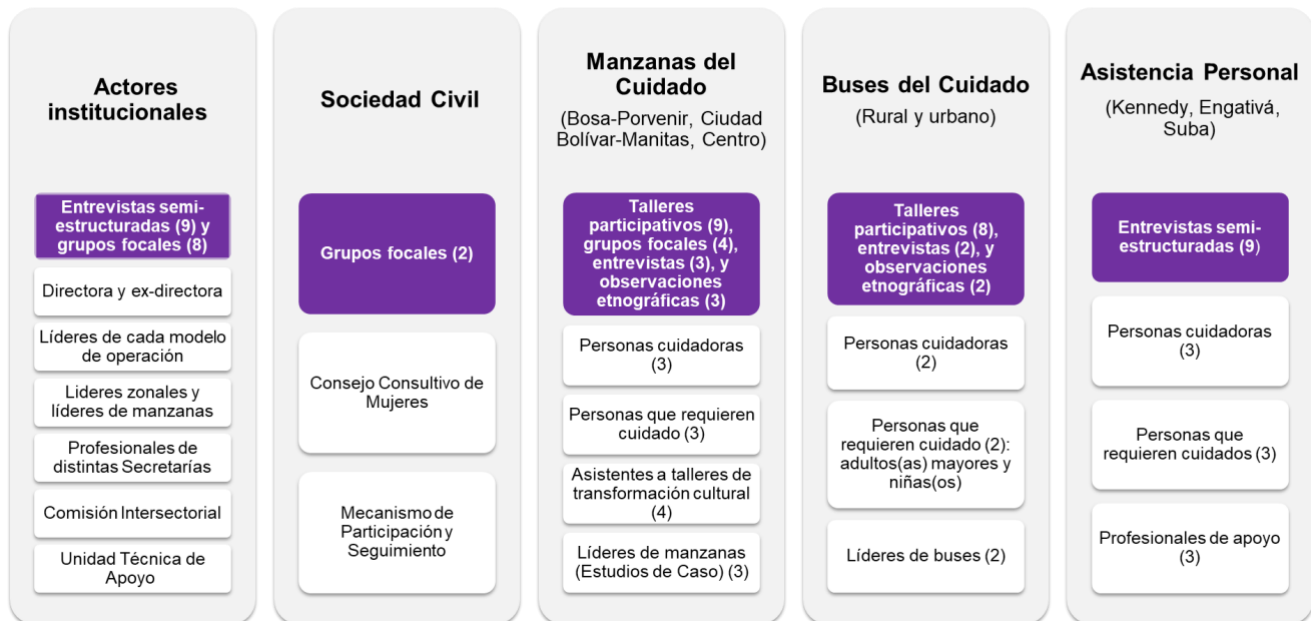 Actores
institucionales
Entrevistas semi-
estructuradas (9) y
grupos focales (8)
Directora y ex-directora
Líderes de cada modelo
de operación
Lideres zonales y
líderes de manzanas
Profesionales de
distintas Secretarías
Comisión Intersectorial
Unidad Técnica de
Apoyo
Sociedad Civil
Grupos focales (2)
Consejo Consultivo de
Mujeres
Mecanismo de
Participación y
Seguimiento
Manzanas del
Cuidado
(Bosa-Porvenir, Ciudad
Bolívar-Manitas, Centro)
Talleres
participativos (9),
grupos focales (4),
entrevistas (3), y
observaciones
etnográficas (3)
Personas cuidadoras
(3)
Personas que requieren
cuidado (3)
Asistentes a talleres de
transformación cultural
(4)
Líderes de manzanas
(Estudios de Caso) (3)
Buses del Cuidado
(Rural y urbano)
Talleres
participativos (8),
entrevistas (2), y
observaciones
etnográficas (2)
Personas cuidadoras
(2)
Personas que
requieren cuidado (2):
adultos(as) mayores y
niñas(os)
Líderes de buses (2)
Asistencia Personal
(Kennedy, Engativá,
Suba)
Entrevistas semi-
estructuradas (9)
Personas cuidadoras
(3)
Personas que
requieren cuidados (3)
Profesionales de apoyo
(3)